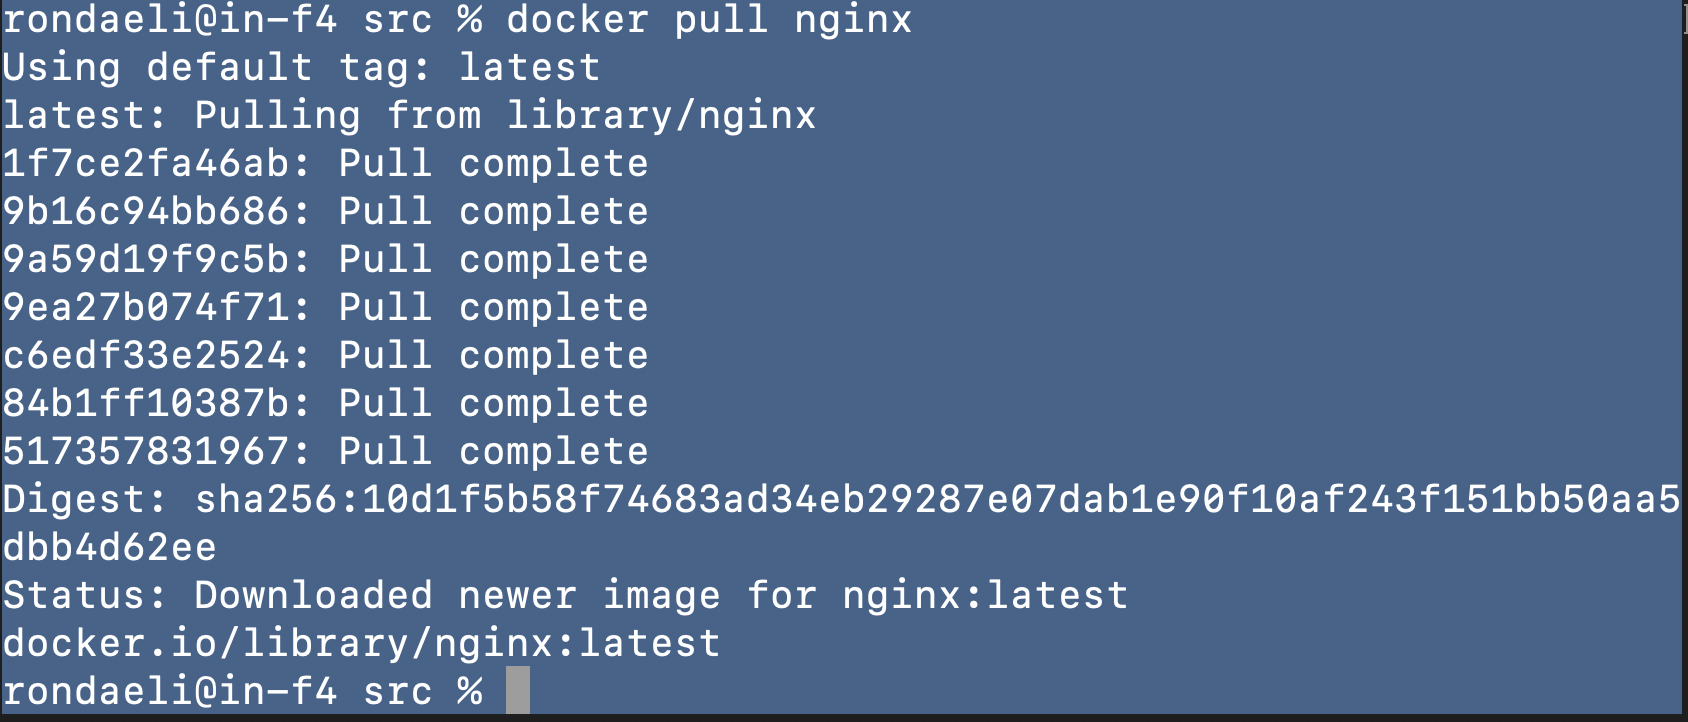 rondaeli@in-f4 src % docker pull nginx
Using default tag: latest
latest: Pulling from library/nginx
1f7ce2fa46ab: Pull complete
9b16c94bb686: Pull complete
9a59d19f9c5b: Pull complete
9ea27b074f71: Pull complete
c6edf33e2524: Pull complete
84b1ff10387b: Pull complete
517357831967: Pull complete
Digest: sha256:10d1f5b58f74683ad34eb29287e07dab1e90f10af243f151bb50aa5
dbb4d62ee
Status: Downloaded newer image for nginx:latest
docker.io/library/nginx:latest
rondaeli@in-f4 src %